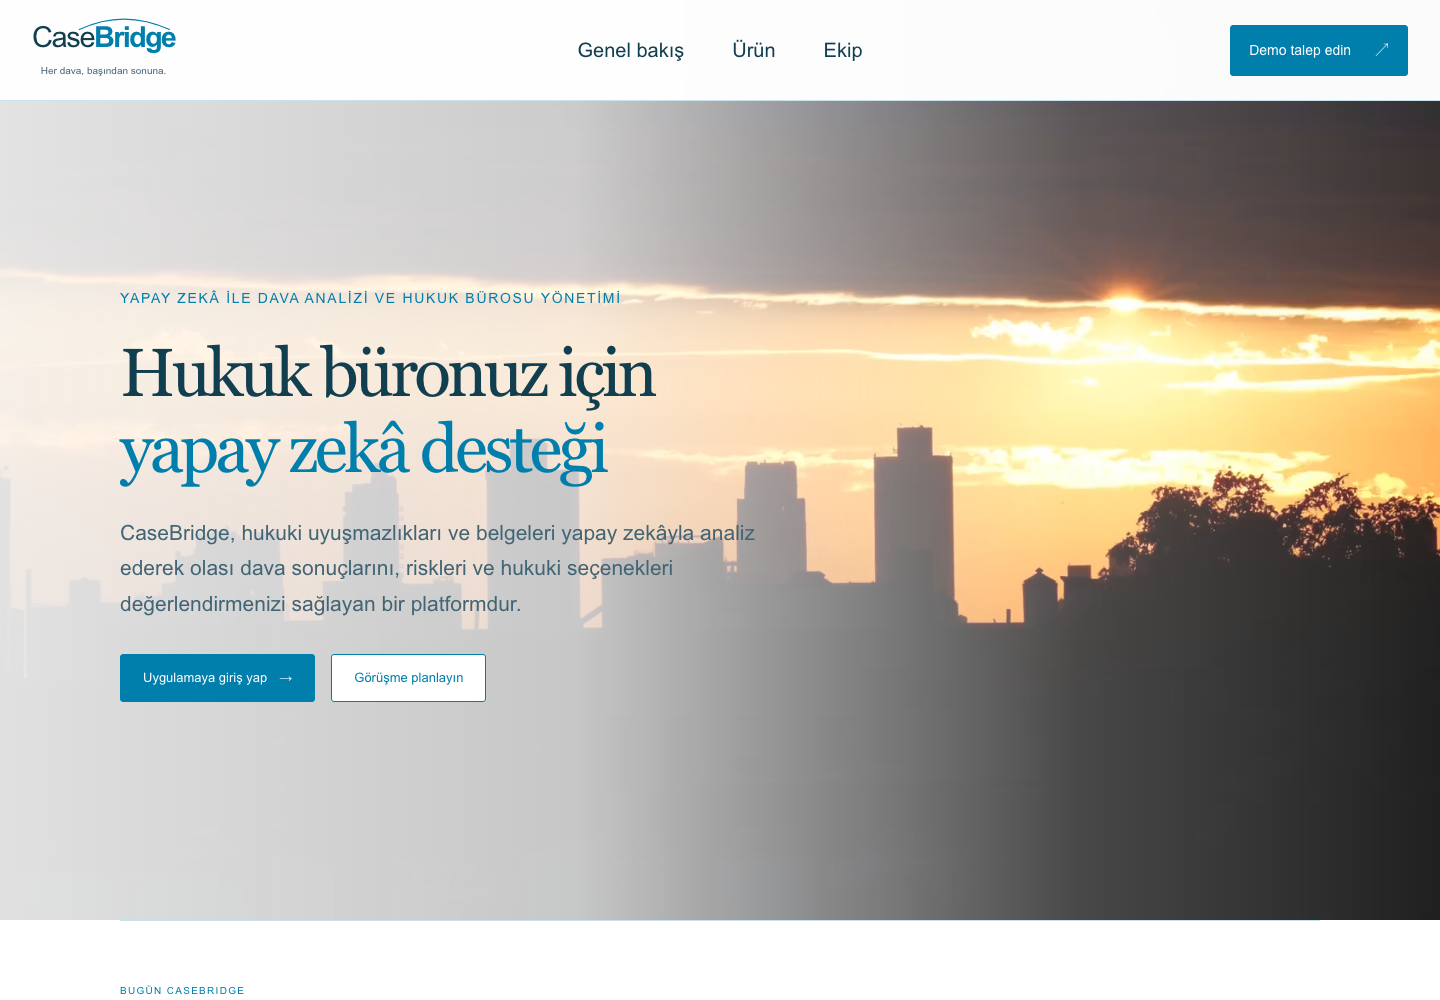 CaseBridge
Her dava, başından sonuna.
Genel bakış
Ürün
Ekip
Demo talep edin
YAPAY ZEKÂ İLE DAVA ANALİZİ VE HUKUK BÜROSU YÖNETİMİ
Hukuk büronuz için
yapay zekâ desteği
CaseBridge, hukuki uyuşmazlıkları ve belgeleri yapay zekâyla analiz
ederek olası dava sonuçlarını, riskleri ve hukuki seçenekleri
değerlendirmenizi sağlayan bir platformdur.
Uygulamaya giriş yap →
Görüşme planlayın
BUGÜN CASEBRIDGE